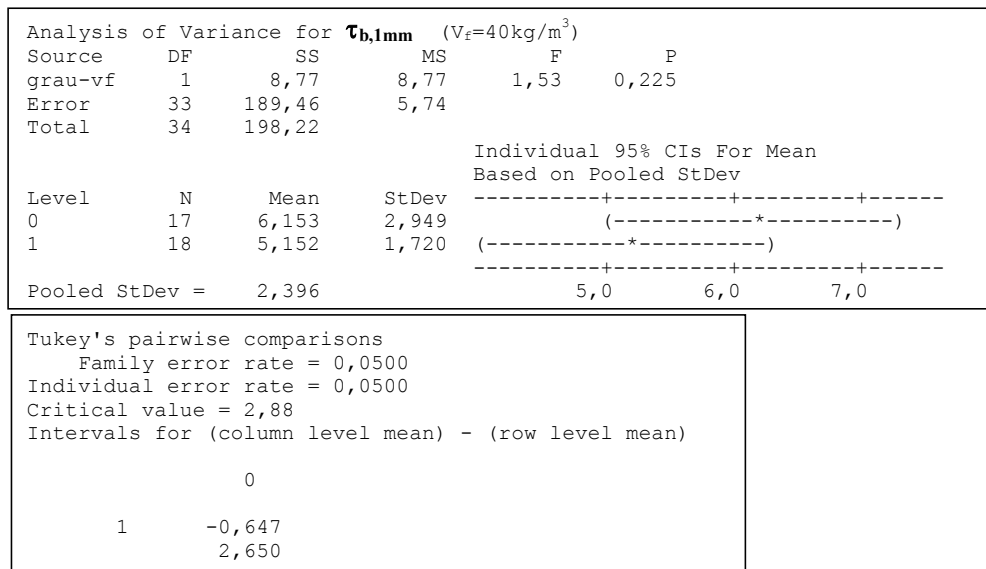 Analysis of Variance for τb,1mm (Vf=40kg/m³)
Source DF SS MS F P
grau-vf 1 8,77 8,77 1,53 0,225
Error 33 189,46 5,74
Total 34 198,22
Individual 95% CIs For Mean
Based on Pooled StDev
Level N Mean StDev ----------+---------+---------+------
0 17 6,153 2,949 (-----------*----------)
1 18 5,152 1,720 (-----------*----------)
----------+---------+---------+------
Pooled StDev = 2,396 5,0 6,0 7,0
Tukey's pairwise comparisons
Family error rate = 0,0500
Individual error rate = 0,0500
Critical value = 2,88
Intervals for (column level mean) - (row level mean)
0
1 -0,647
2,650